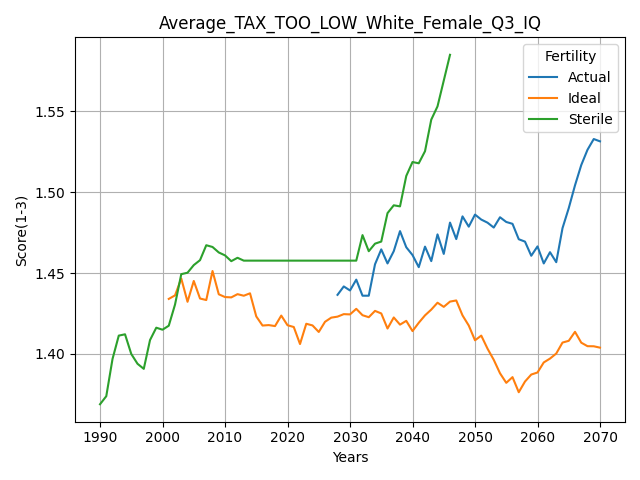 Average_TAX_TOO_LOW_White_Female_Q3_IQ
Fertility
Actual
Ideal
Sterile
Score(1-3)
1.55
1.50
1.45
1.40
1990 2000 2010 2020 2030 2040 2050 2060 2070
Years